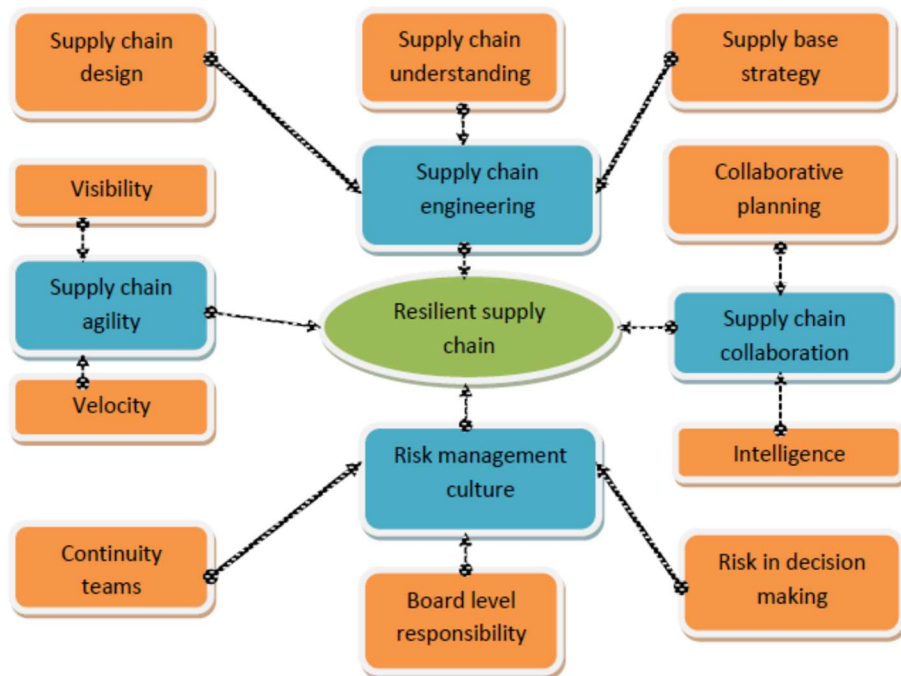 Supply chain
design
Supply chain
understanding
Supply base
strategy
Visibility
Supply chain
engineering
Collaborative
planning
Supply chain
agility
Resilient supply
chain
Supply chain
collaboration
Velocity
Risk management
culture
Intelligence
Continuity
teams
Board level
responsibility
Risk in decision
making